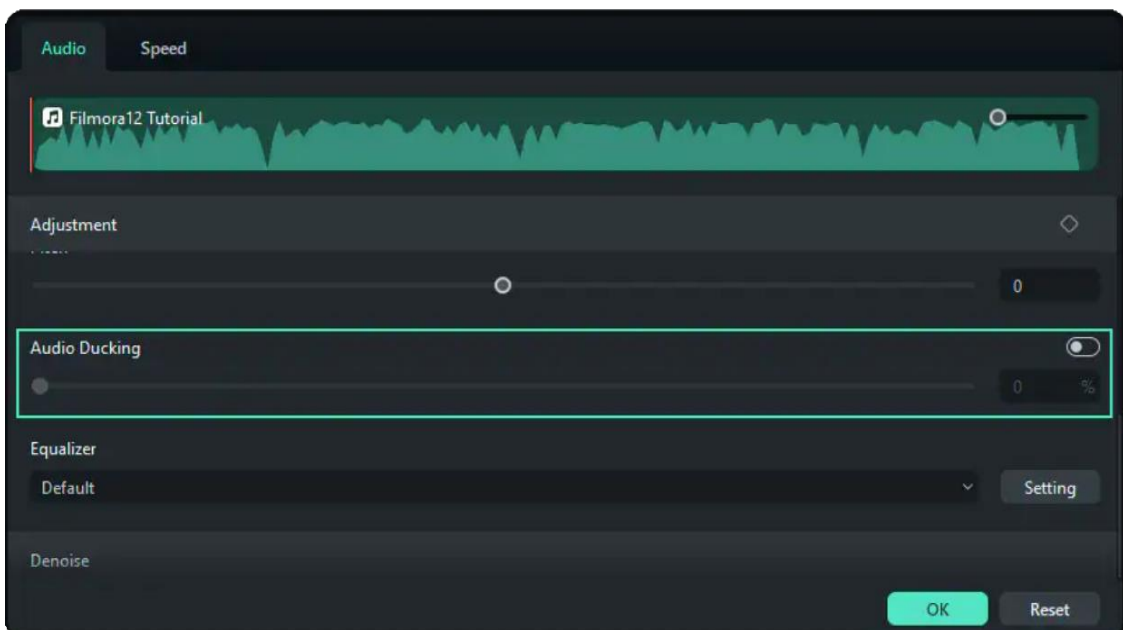 Audio
Speed
Filmora12 Tutorial
Adjustment
0
Audio Ducking
0 %
Equalizer
Default
Setting
Denoise
OK
Reset